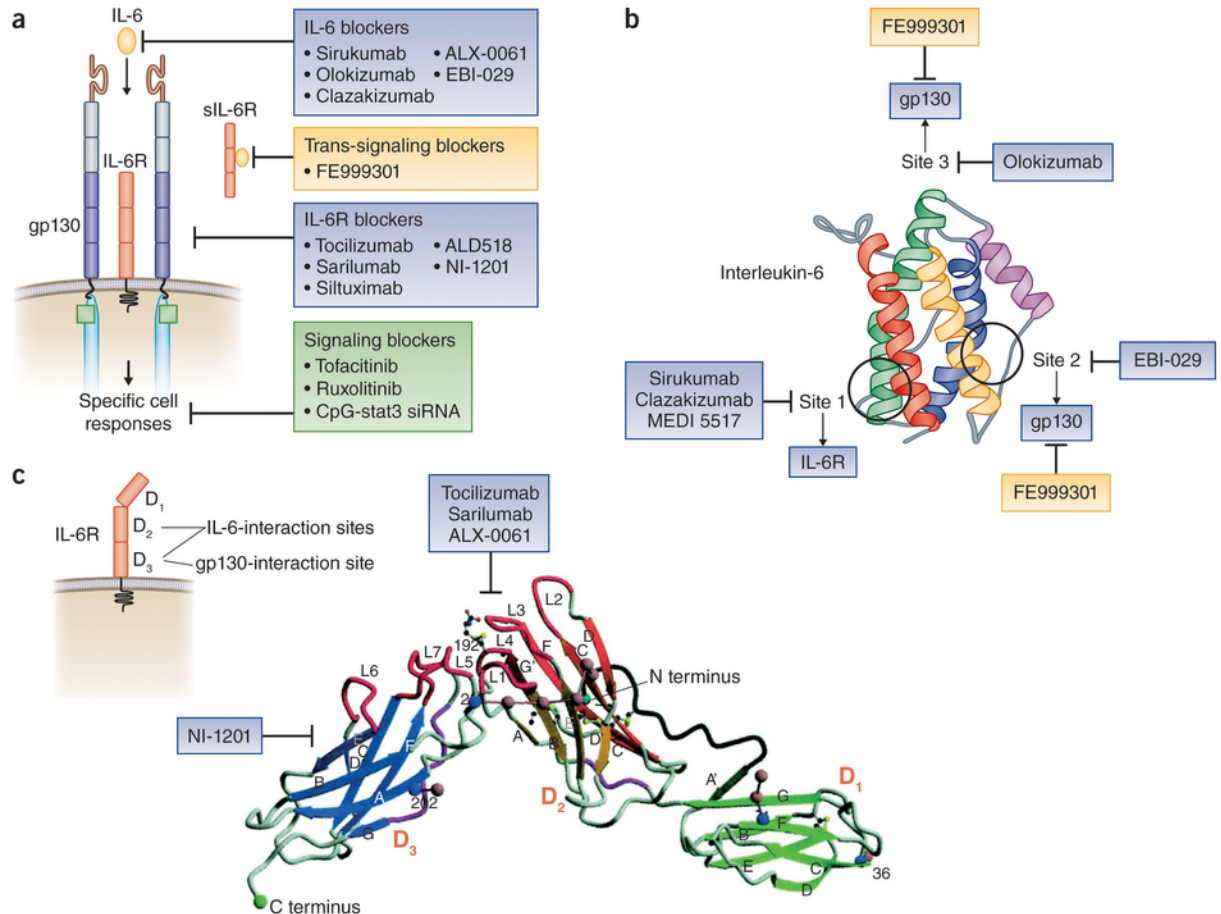 a
IL-6
IL-6 blockers
• Sirukumab • ALX-0061
• Olokizumab • EBI-029
• Clazakizumab
sIL-6R
Trans-signaling blockers
• FE999301
IL-6R
gp130
IL-6R blockers
• Tocilizumab • ALD518
• Sarilumab • NI-1201
• Siltuximab
Signaling blockers
• Tofacitinib
• Ruxolitinib
• CpG-stat3 siRNA
Specific cell
responses
b
FE999301
gp130
Site 3
Olokizumab
Interleukin-6
Sirukumab
Clazakizumab
MEDI 5517
Site 1
IL-6R
Site 2
EBI-029
gp130
FE999301
c
IL-6R
D1
D2
D3
IL-6-interaction sites
gp130-interaction site
Tocilizumab
Sarilumab
ALX-0061
NI-1201
L6
L7
L5
192
L4
L3
L2
L1
G'
F
C
D
N terminus
2
E
A
B
D
C
D2
E
C
D
B
F
A
212
G
D3
C terminus
A'
D1
G
F
B
E
C
D
36